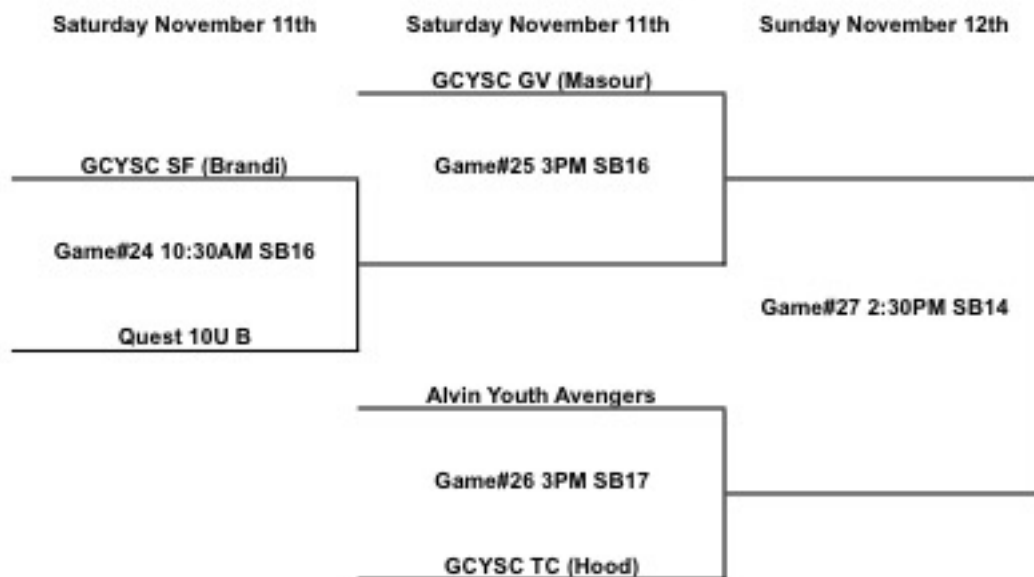 Saturday November 11th
Saturday November 11th
Sunday November 12th
GCYSC GV (Masour)
GCYSC SF (Brandi)
Game#25 3PM SB16
Game#24 10:30AM SB16
Game#27 2:30PM SB14
Quest 10U B
Alvin Youth Avengers
Game#26 3PM SB17
GCYSC TC (Hood)